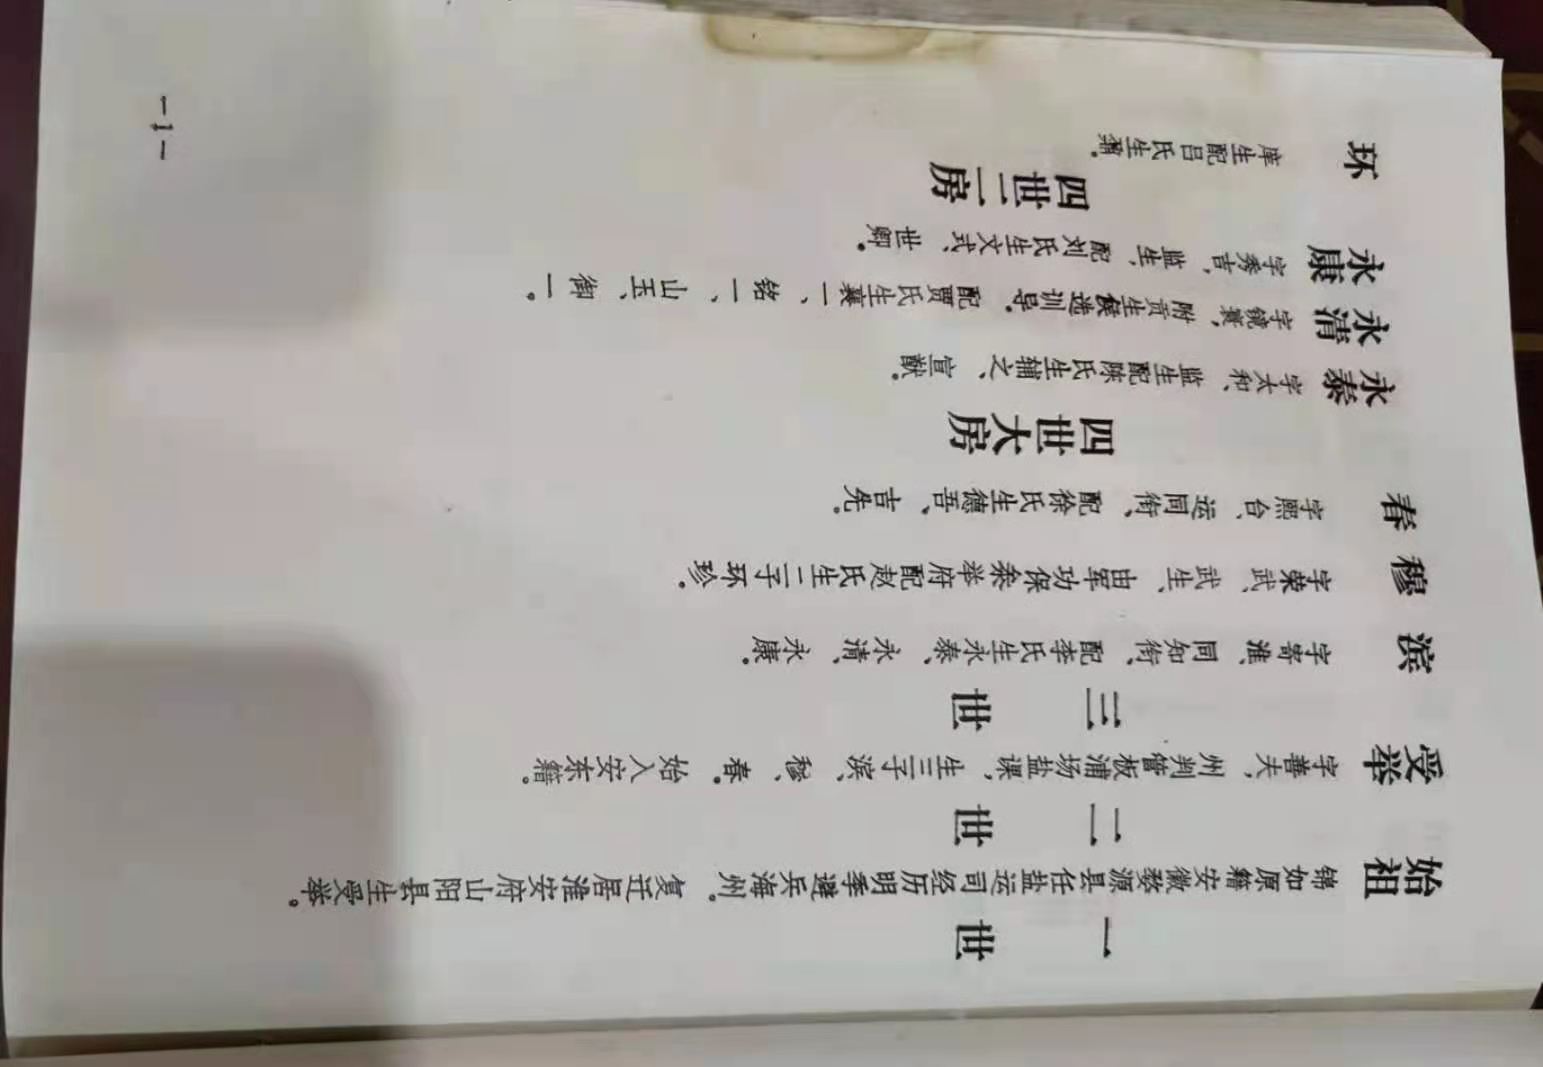 一 世
始祖 锦如原籍安徽婺源县任盐运司经历明季避兵海州。复迁居淮安府山阳县生受举。
二 世
受举 字善夫，州判管板浦场盐课，生三子滨、穆、春。始入安东籍。
三 世
滨 字寄淮、同知衔、配李氏生永泰、永清、永康。
穆 字荣武、武生、由军功保叅举府配赵氏生二子环珍。
春 字熙台、运同衔、配徐氏生德吾、吉先。
四世大房
永泰 字太和、监生配陈氏生辅之、宣猷。
永清 字镜寰，附贡生候选训导。配贾氏生襄一、铭一、山玉、御一。
永康 字秀吉，监生，配刘氏生文式、世卿。
四世二房
环 庠生配吕氏生。
—1—